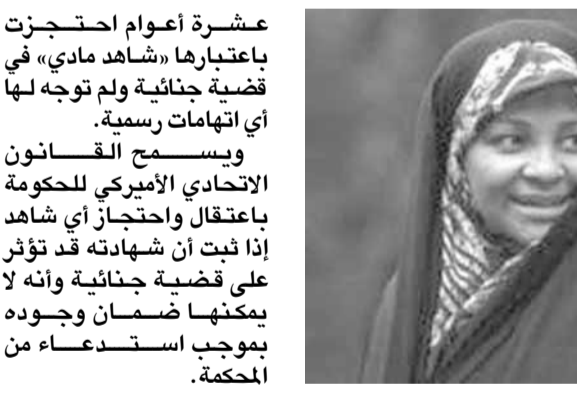 عشرة أعوام احتجزت
باعتبارها «شاهد مادي» في
قضية جنائية ولم توجه لها
أي اتهامات رسمية.
ويسمح القانون
الاتحادي الأميركي للحكومة
باعتقال واحتجاز أي شاهد
إذا ثبت أن شهادته قد تؤثر
على قضية جنائية وأنه لا
يمكنها ضمان وجوده
بموجب استدعاء من
المحكمة.